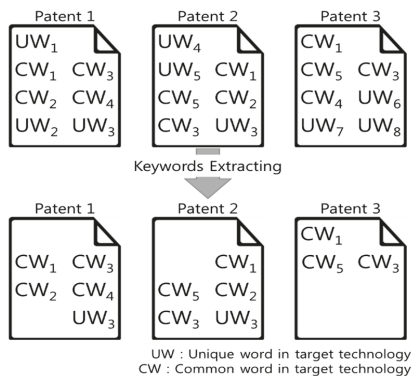 Patent 1 Patent 2 Patent 3
UW₁ UW₄ CW₁
CW₁ CW₃ UW₅ CW₁ CW₅ CW₃
CW₂ CW₄ CW₅ CW₂ CW₄ UW₆
UW₂ UW₃ CW₃ UW₃ UW₇ UW₈
Keywords Extracting
Patent 1 Patent 2 Patent 3
CW₁
CW₁ CW₃ CW₁ CW₅ CW₃
CW₂ CW₄ CW₅ CW₂
UW₃ CW₃ UW₃
UW : Unique word in target technology
CW : Common word in target technology